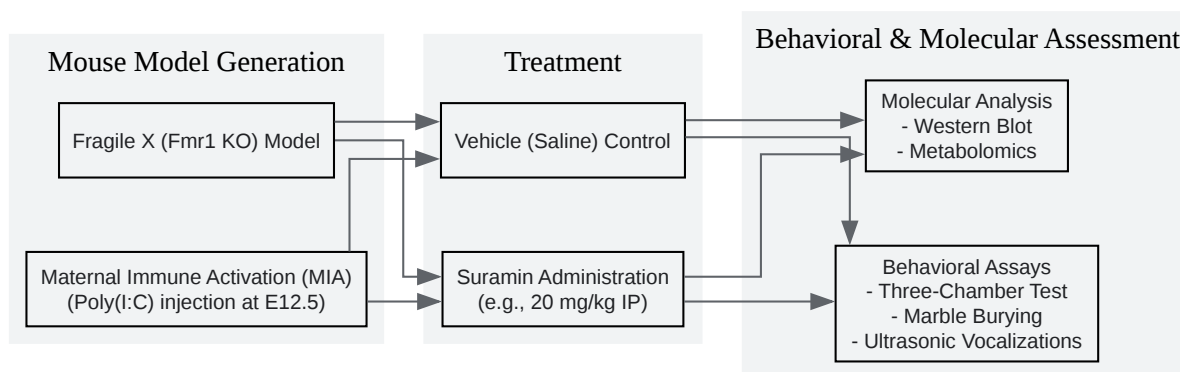 Mouse Model Generation
Fragile X (Fmr1 KO) Model
Maternal Immune Activation (MIA)
(Poly(I:C) injection at E12.5)
Treatment
Vehicle (Saline) Control
Suramin Administration
(e.g., 20 mg/kg IP)
Behavioral & Molecular Assessment
Molecular Analysis
- Western Blot
- Metabolomics
Behavioral Assays
- Three-Chamber Test
- Marble Burying
- Ultrasonic Vocalizations